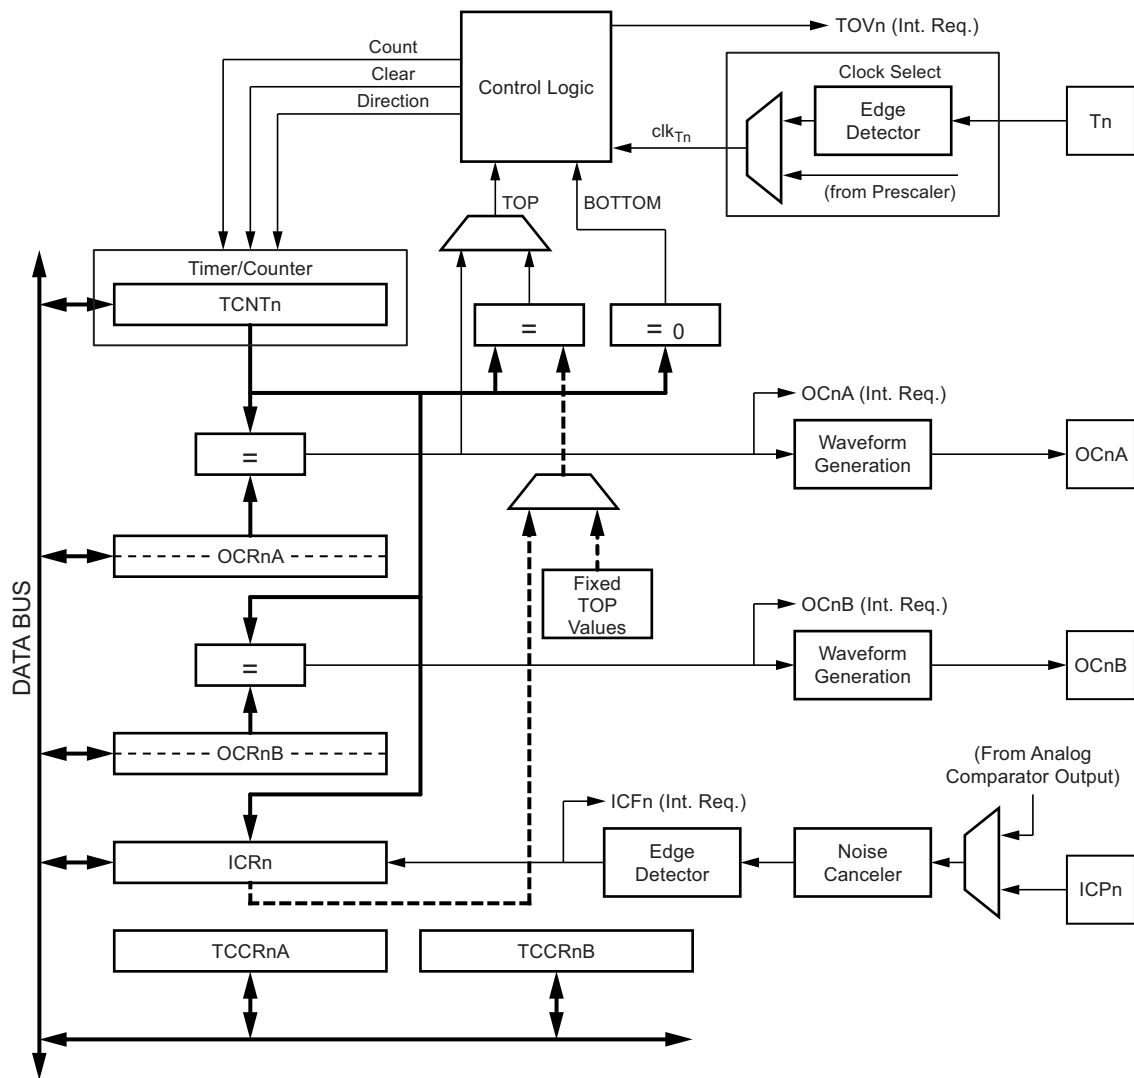 TOVn (Int. Req.)
Count
Clear
Direction
Control Logic
Clock Select
Edge
Detector
Tn
clkTn
(from Prescaler)
TOP
BOTTOM
Timer/Counter
TCNTn
=
= 0
OCnA (Int. Req.)
=
Waveform
Generation
OCnA
OCRnA
Fixed
TOP
Values
DATA BUS
OCnB (Int. Req.)
=
Waveform
Generation
OCnB
OCRnB
(From Analog
Comparator Output)
ICFn (Int. Req.)
ICRn
Edge
Detector
Noise
Canceler
ICPn
TCCRnA
TCCRnB